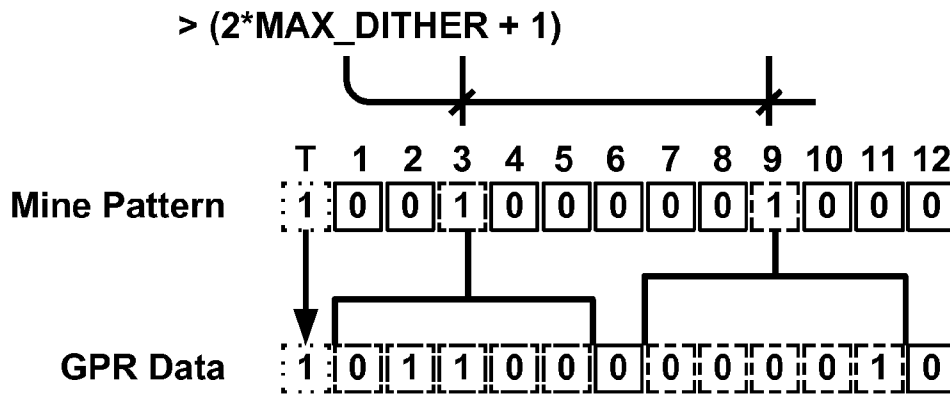 > (2*MAX_DITHER + 1)
T 1 2 3 4 5 6 7 8 9 10 11 12
Mine Pattern 1 0 0 1 0 0 0 0 0 1 0 0 0
GPR Data 1 0 1 1 0 0 0 0 0 0 0 1 0